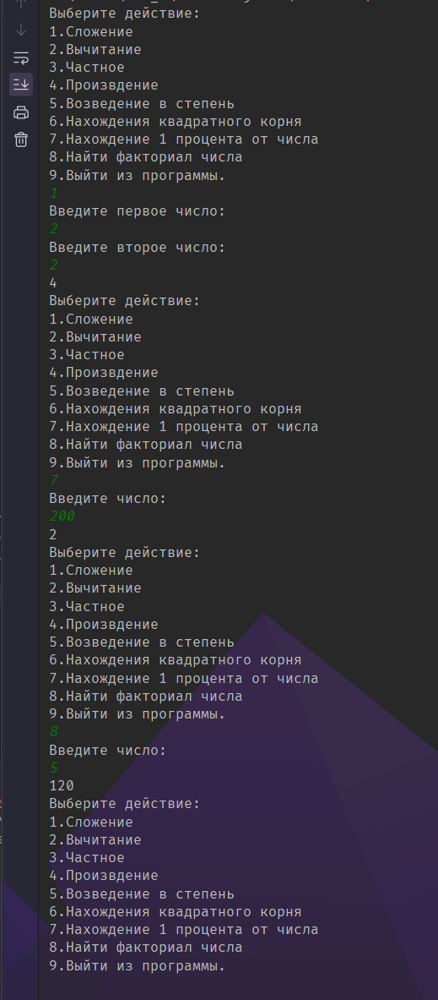 Выберите действие:
1.Сложение
2.Вычитание
3.Частное
4.Произвдение
5.Возведение в степень
6.Нахождения квадратного корня
7.Нахождение 1 процента от числа
8.Найти факториал числа
9.Выйти из программы.
1
Введите первое число:
2
Введите второе число:
2
4
Выберите действие:
1.Сложение
2.Вычитание
3.Частное
4.Произвдение
5.Возведение в степень
6.Нахождения квадратного корня
7.Нахождение 1 процента от числа
8.Найти факториал числа
9.Выйти из программы.
7
Введите число:
200
2
Выберите действие:
1.Сложение
2.Вычитание
3.Частное
4.Произвдение
5.Возведение в степень
6.Нахождения квадратного корня
7.Нахождение 1 процента от числа
8.Найти факториал числа
9.Выйти из программы.
8
Введите число:
5
120
Выберите действие:
1.Сложение
2.Вычитание
3.Частное
4.Произвдение
5.Возведение в степень
6.Нахождения квадратного корня
7.Нахождение 1 процента от числа
8.Найти факториал числа
9.Выйти из программы.